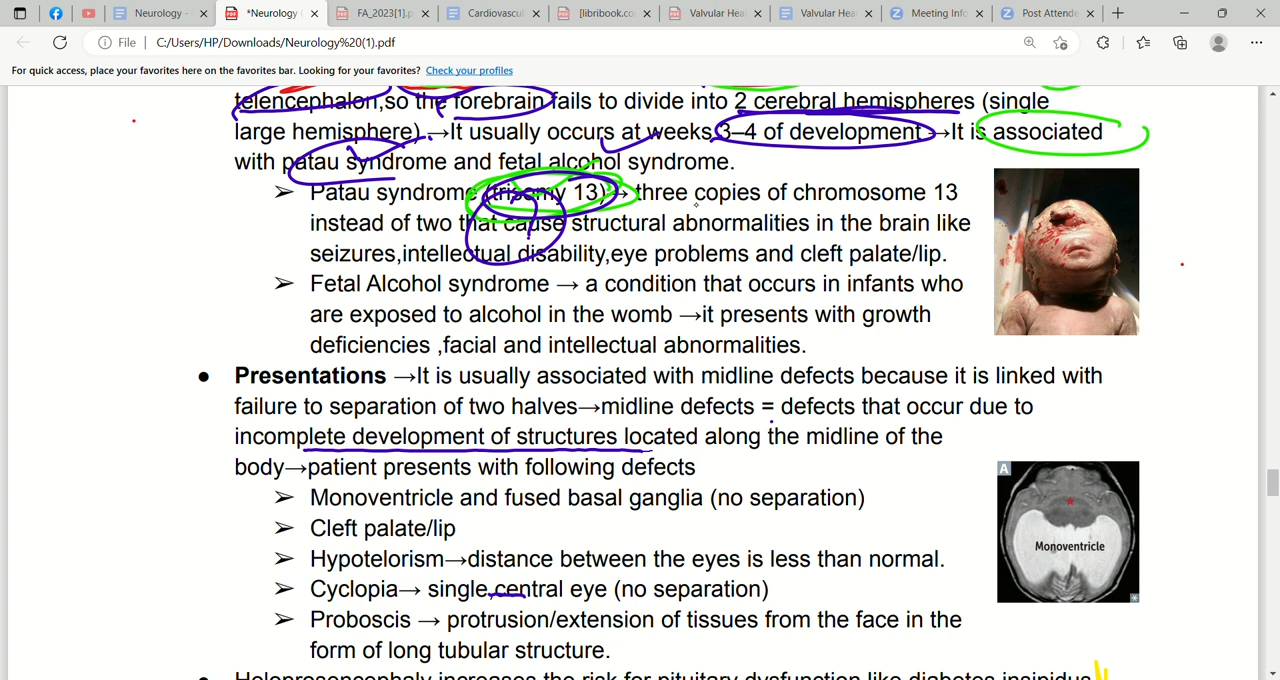 Neurology -
*Neurology (
FA_2023[1].p
Cardiovascu
[libribook.co
Valvular Hea
Valvular Hea
Meeting Info
Post Attende
File
C:/Users/HP/Downloads/Neurology%20(1).pdf
For quick access, place your favorites here on the favorites bar. Looking for your favorites? Check your profiles
telencephalon,so the forebrain fails to divide into 2 cerebral hemispheres (single
large hemisphere) →It usually occurs at weeks 3–4 of development →It is associated
with patau syndrome and fetal alcohol syndrome.
➢ Patau syndrome (trisomy 13)→ three copies of chromosome 13
instead of two that cause structural abnormalities in the brain like
seizures,intellectual disability,eye problems and cleft palate/lip.
➢ Fetal Alcohol syndrome → a condition that occurs in infants who
are exposed to alcohol in the womb →it presents with growth
deficiencies ,facial and intellectual abnormalities.
● Presentations →It is usually associated with midline defects because it is linked with
failure to separation of two halves→midline defects = defects that occur due to
incomplete development of structures located along the midline of the
body→patient presents with following defects
➢ Monoventricle and fused basal ganglia (no separation)
➢ Cleft palate/lip
➢ Hypotelorism→distance between the eyes is less than normal.
➢ Cyclopia→ single,central eye (no separation)
➢ Proboscis → protrusion/extension of tissues from the face in the
form of long tubular structure.
● Holoprosencephaly increases the risk for pituitary dysfunction like diabetes insipidus
A
Monoventricle